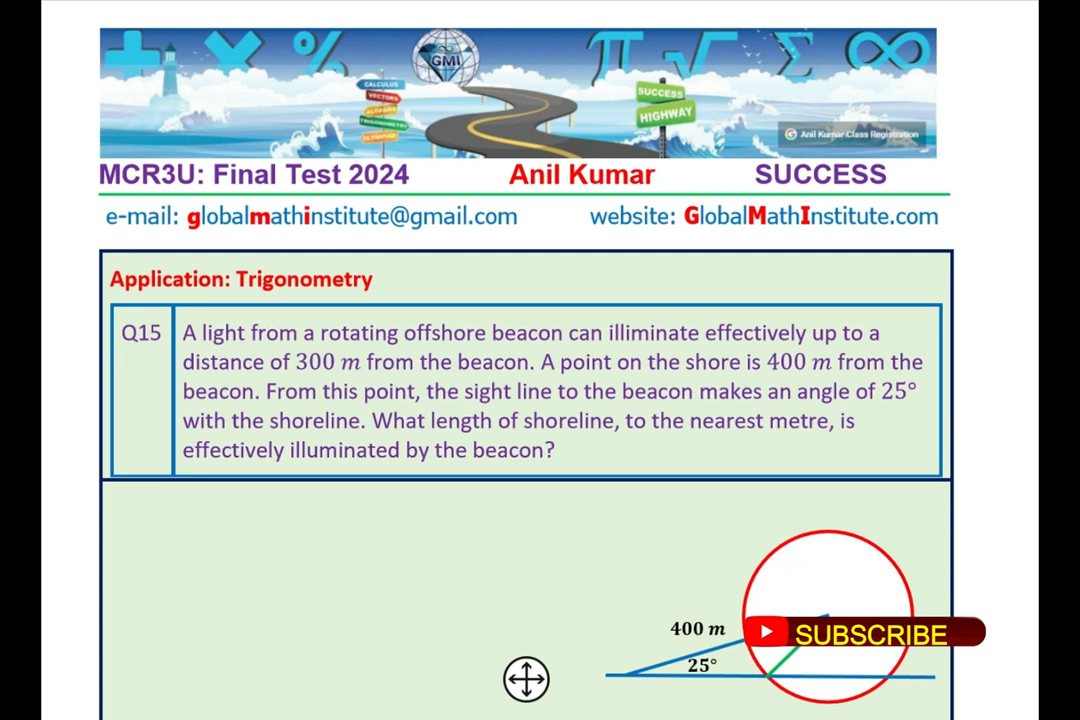 GMI
CALCULUS
VECTORS
ALGEBRA
TRIGONOMETRY
OLYMPIAD
SUCCESS
HIGHWAY
Anil Kumar Class Registration
MCR3U: Final Test 2024 Anil Kumar SUCCESS
e-mail: globalmathinstitute@gmail.com website: GlobalMathInstitute.com
Application: Trigonometry
Q15 A light from a rotating offshore beacon can illiminate effectively up to a
distance of 300 m from the beacon. A point on the shore is 400 m from the
beacon. From this point, the sight line to the beacon makes an angle of 25°
with the shoreline. What length of shoreline, to the nearest metre, is
effectively illuminated by the beacon?
400 m
SUBSCRIBE
25°